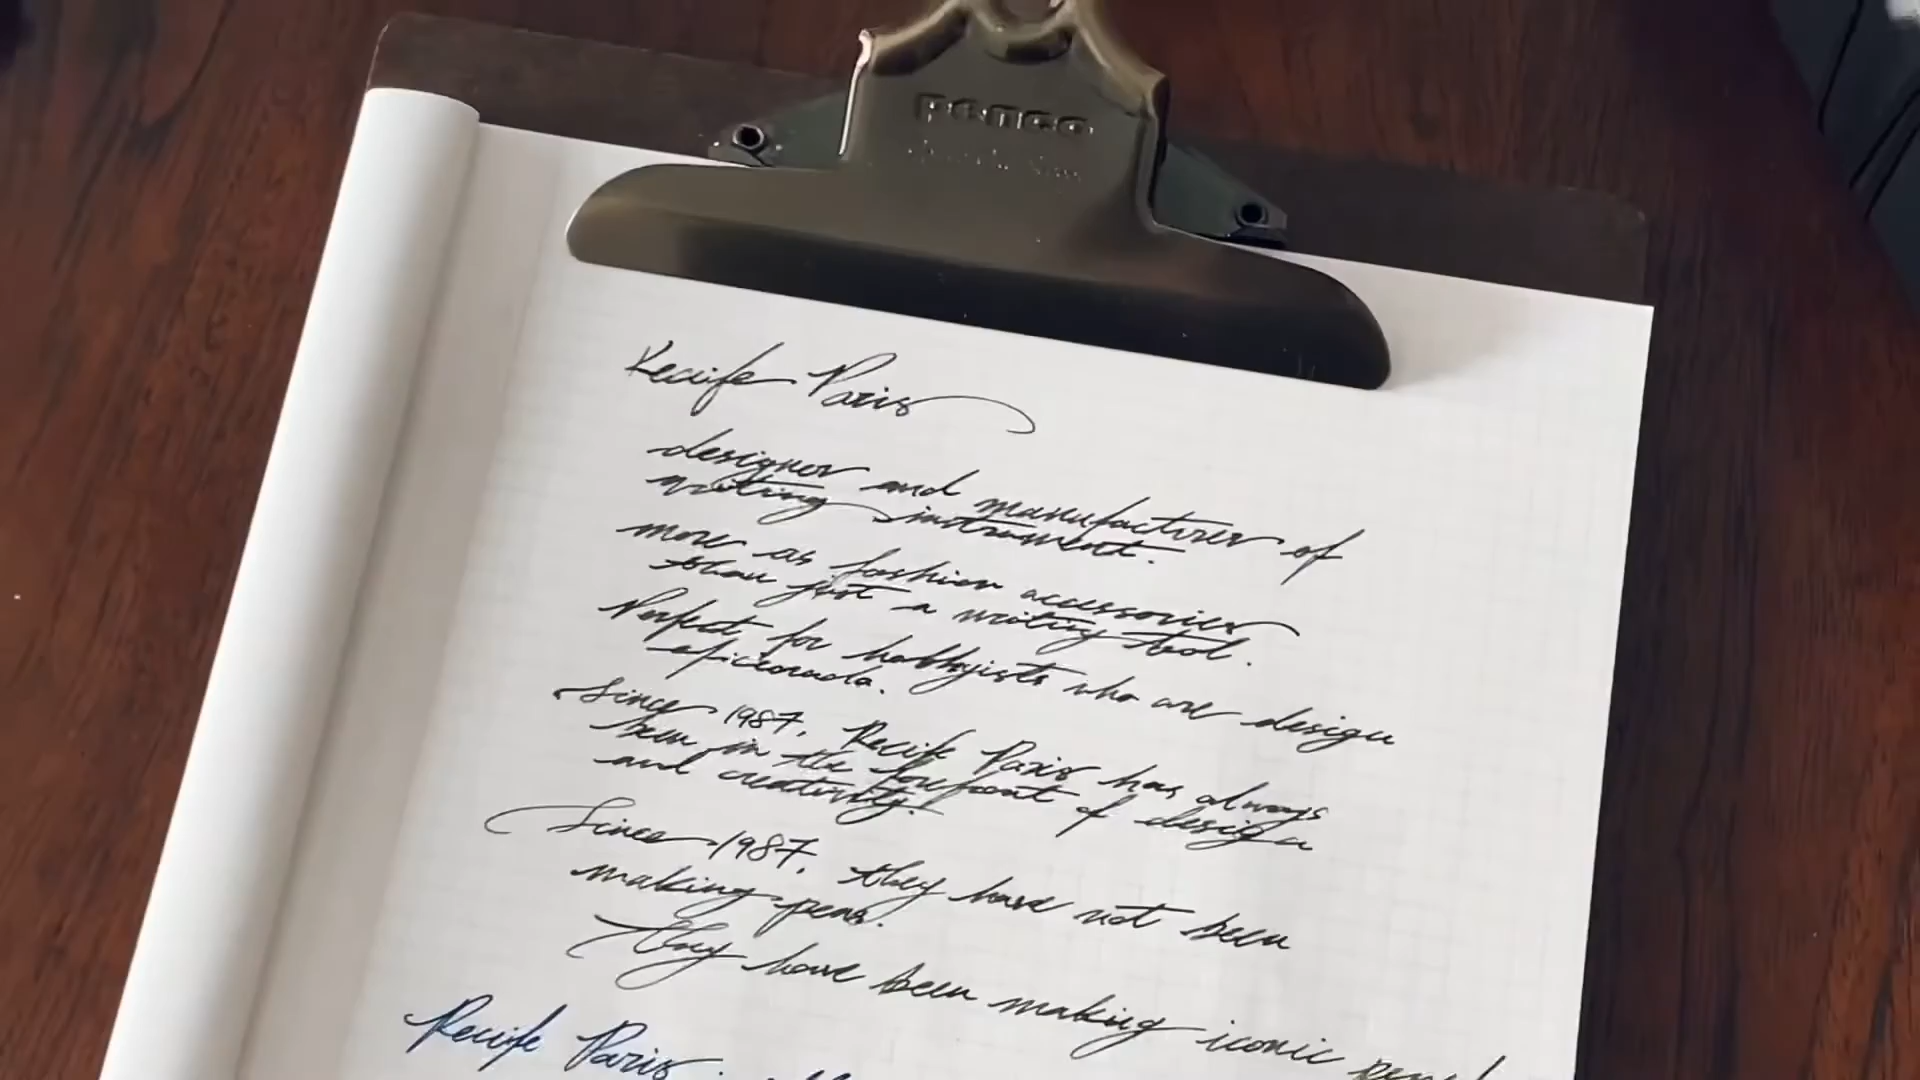 penco
Recife Paris
designer and manufacturer of
writing instrument.
more as fashion accessories
than just a writing tool.
Perfect for hobbyists who are design
aficionado.
Since 1987, Recife Paris has always
been in the forefront of design
and creativity.
Since 1987, they have not been
making pens.
They have been making iconic pens!
Recife Paris.